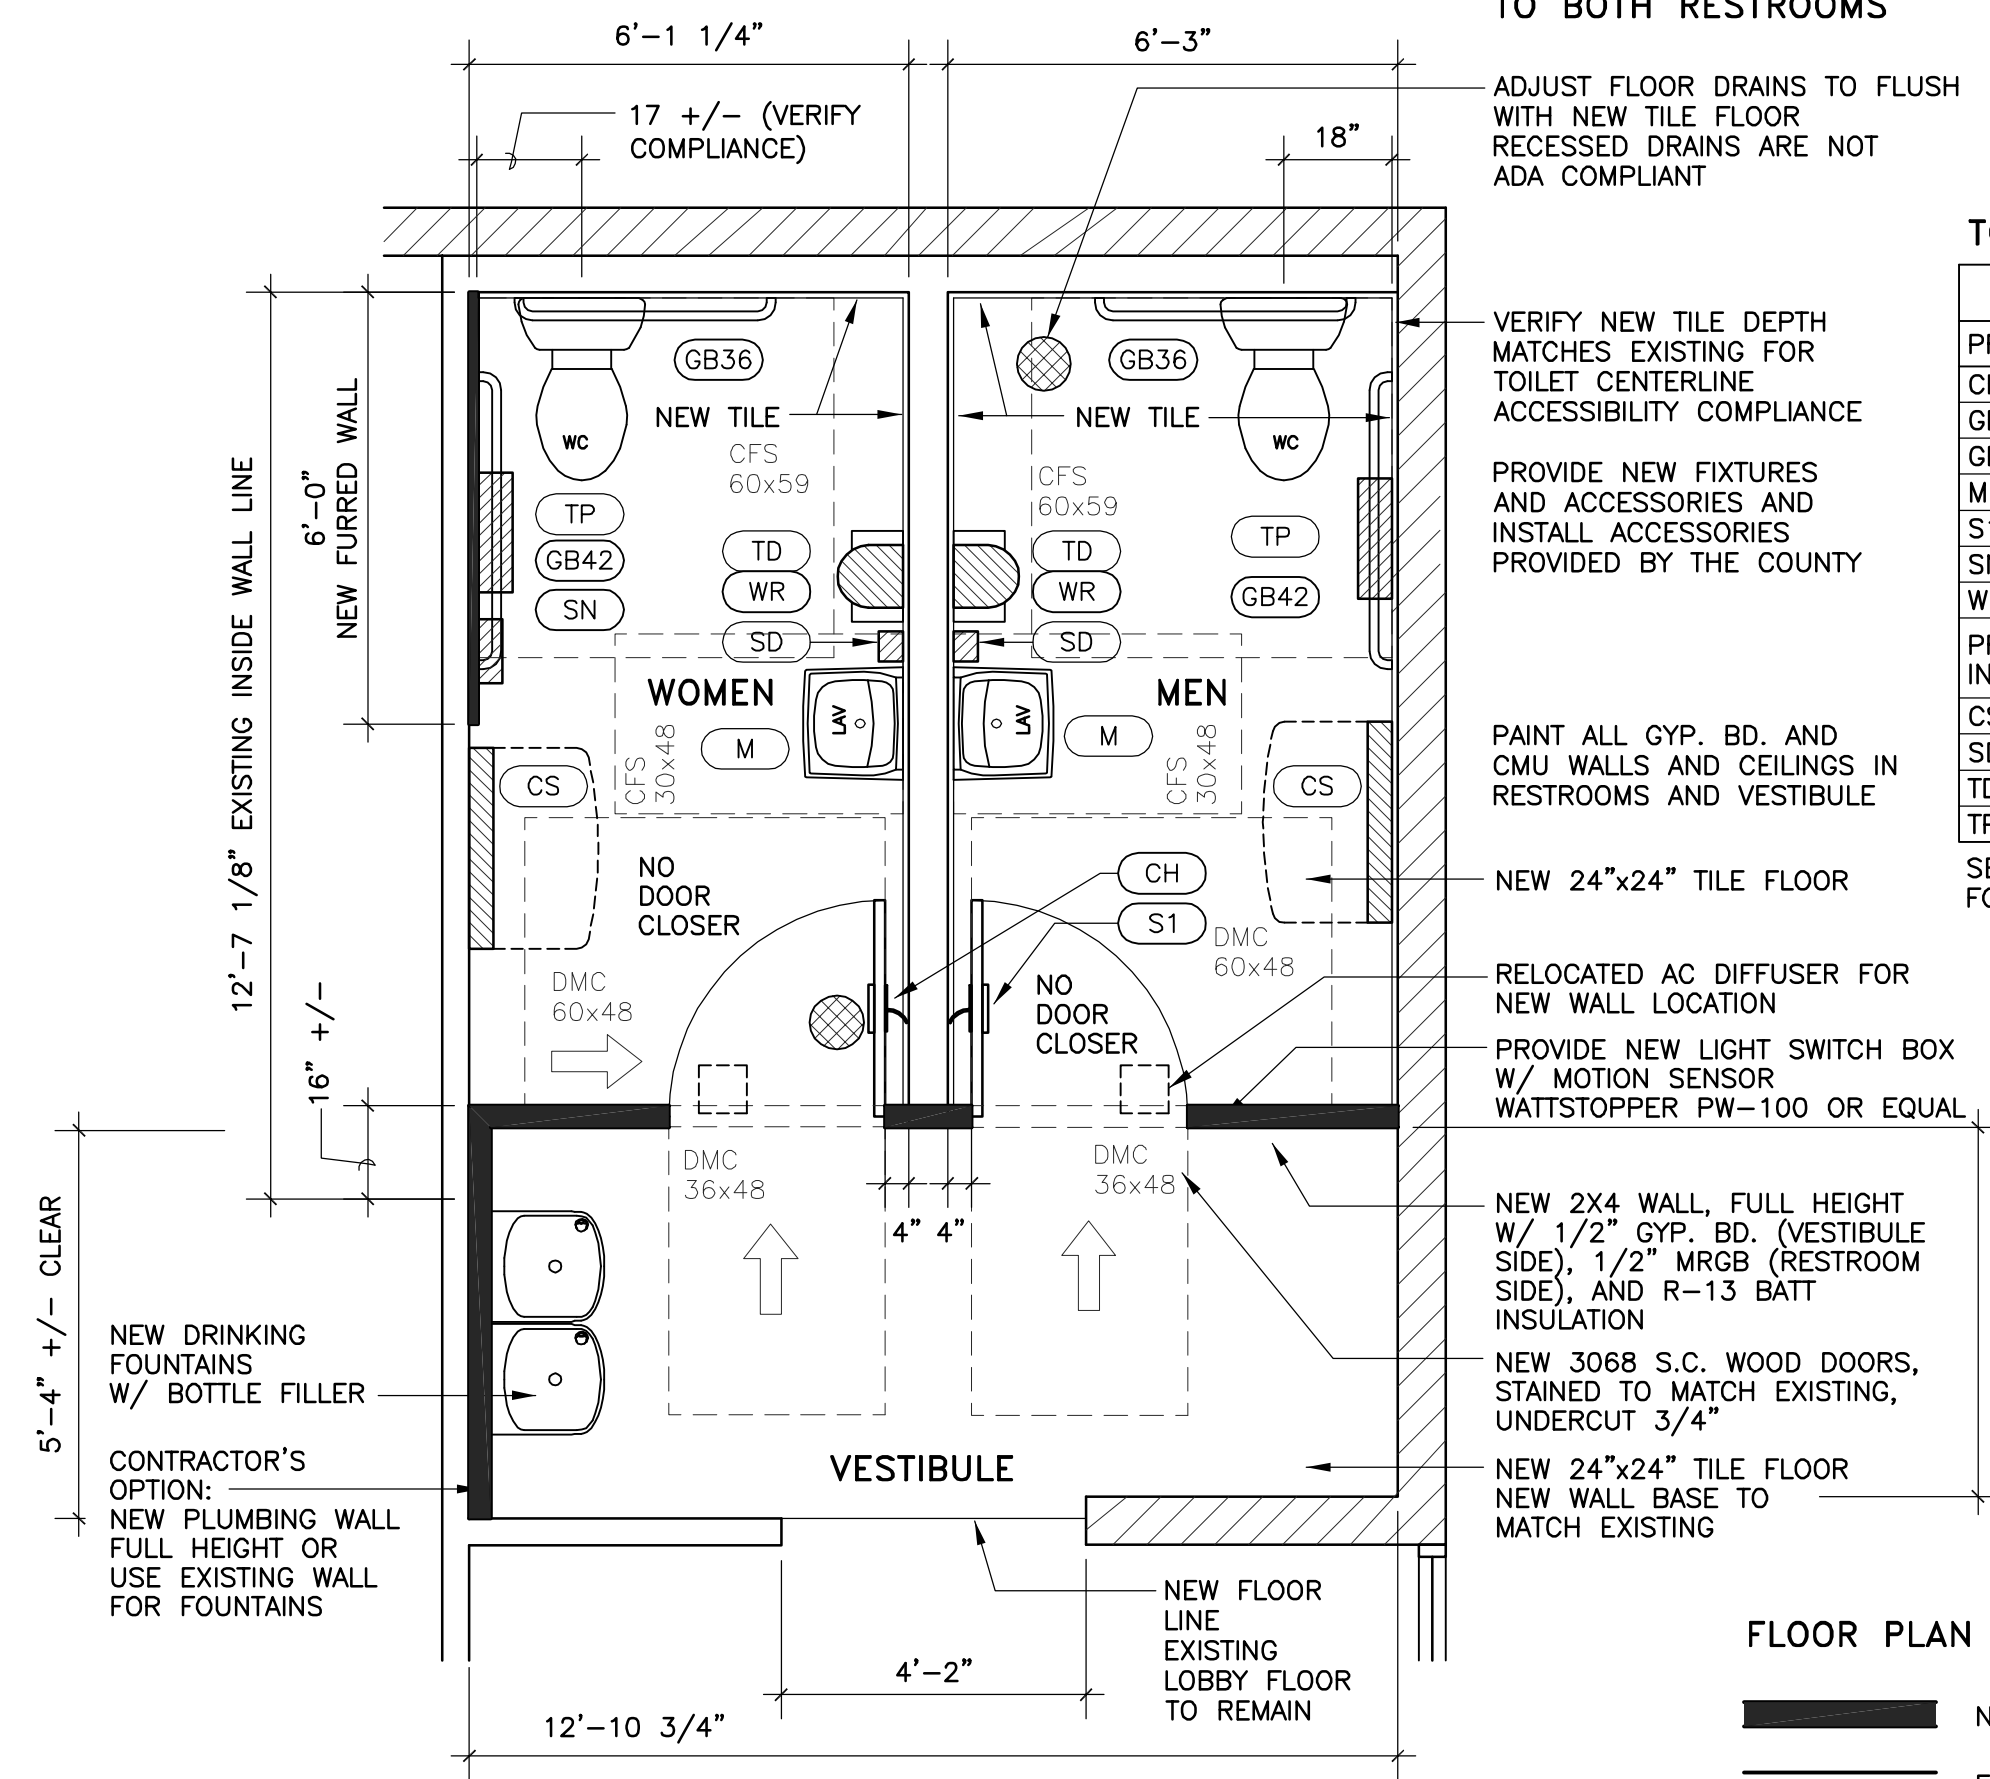 TO BOTH RESTROOMS
6'-1 1/4"
6'-3"
17 +/- (VERIFY
COMPLIANCE)
18"
ADJUST FLOOR DRAINS TO FLUSH
WITH NEW TILE FLOOR
RECESSED DRAINS ARE NOT
ADA COMPLIANT
VERIFY NEW TILE DEPTH
MATCHES EXISTING FOR
TOILET CENTERLINE
ACCESSIBILITY COMPLIANCE
PROVIDE NEW FIXTURES
AND ACCESSORIES AND
INSTALL ACCESSORIES
PROVIDED BY THE COUNTY
PAINT ALL GYP. BD. AND
CMU WALLS AND CEILINGS IN
RESTROOMS AND VESTIBULE
NEW 24"x24" TILE FLOOR
RELOCATED AC DIFFUSER FOR
NEW WALL LOCATION
PROVIDE NEW LIGHT SWITCH BOX
W/ MOTION SENSOR
WATTSTOPPER PW-100 OR EQUAL
NEW 2X4 WALL, FULL HEIGHT
W/ 1/2" GYP. BD. (VESTIBULE
SIDE), 1/2" MRGB (RESTROOM
SIDE), AND R-13 BATT
INSULATION
NEW 3068 S.C. WOOD DOORS,
STAINED TO MATCH EXISTING,
UNDERCUT 3/4"
NEW 24"x24" TILE FLOOR
NEW WALL BASE TO
MATCH EXISTING
12'-7 1/8" EXISTING INSIDE WALL LINE
6'-0"
NEW FURRED WALL
16" +/-
5'-4" +/- CLEAR
GB36
WC
NEW TILE
CFS
60x59
TP
GB42
SN
TD
WR
SD
WOMEN
M
LAV
CFS
30x48
CS
NO
DOOR
CLOSER
DMC
60x48
GB36
WC
NEW TILE
CFS
60x59
TD
WR
SD
TP
GB42
MEN
LAV
M
CFS
30x48
CS
CH
S1
DMC
60x48
NO
DOOR
CLOSER
DMC
36x48
DMC
36x48
4" 4"
NEW DRINKING
FOUNTAINS
W/ BOTTLE FILLER
CONTRACTOR'S
OPTION:
NEW PLUMBING WALL
FULL HEIGHT OR
USE EXISTING WALL
FOR FOUNTAINS
VESTIBULE
NEW FLOOR
LINE
EXISTING
LOBBY FLOOR
TO REMAIN
4'-2"
12'-10 3/4"
FLOOR PLAN